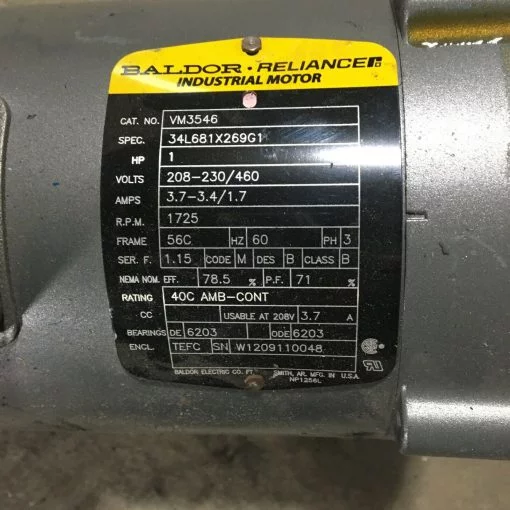 BALDOR · RELIANCE
INDUSTRIAL MOTOR
CAT. NO. VM3546
SPEC. 34L681X269G1
HP 1
VOLTS 208-230/460
AMPS 3.7-3.4/1.7
R.P.M. 1725
FRAME 56C HZ 60 PH 3
SER. F. 1.15 CODE M DES B CLASS B
NEMA NOM. EFF. 78.5 % P.F. 71 %
RATING 40C AMB-CONT
CC USABLE AT 208V 3.7 A
BEARINGS DE 6203 ODE 6203
ENCL. TEFC SN W1209110048
BALDOR ELECTRIC CO. FT. SMITH, AR. MFG. IN U.S.A.
NP1256L